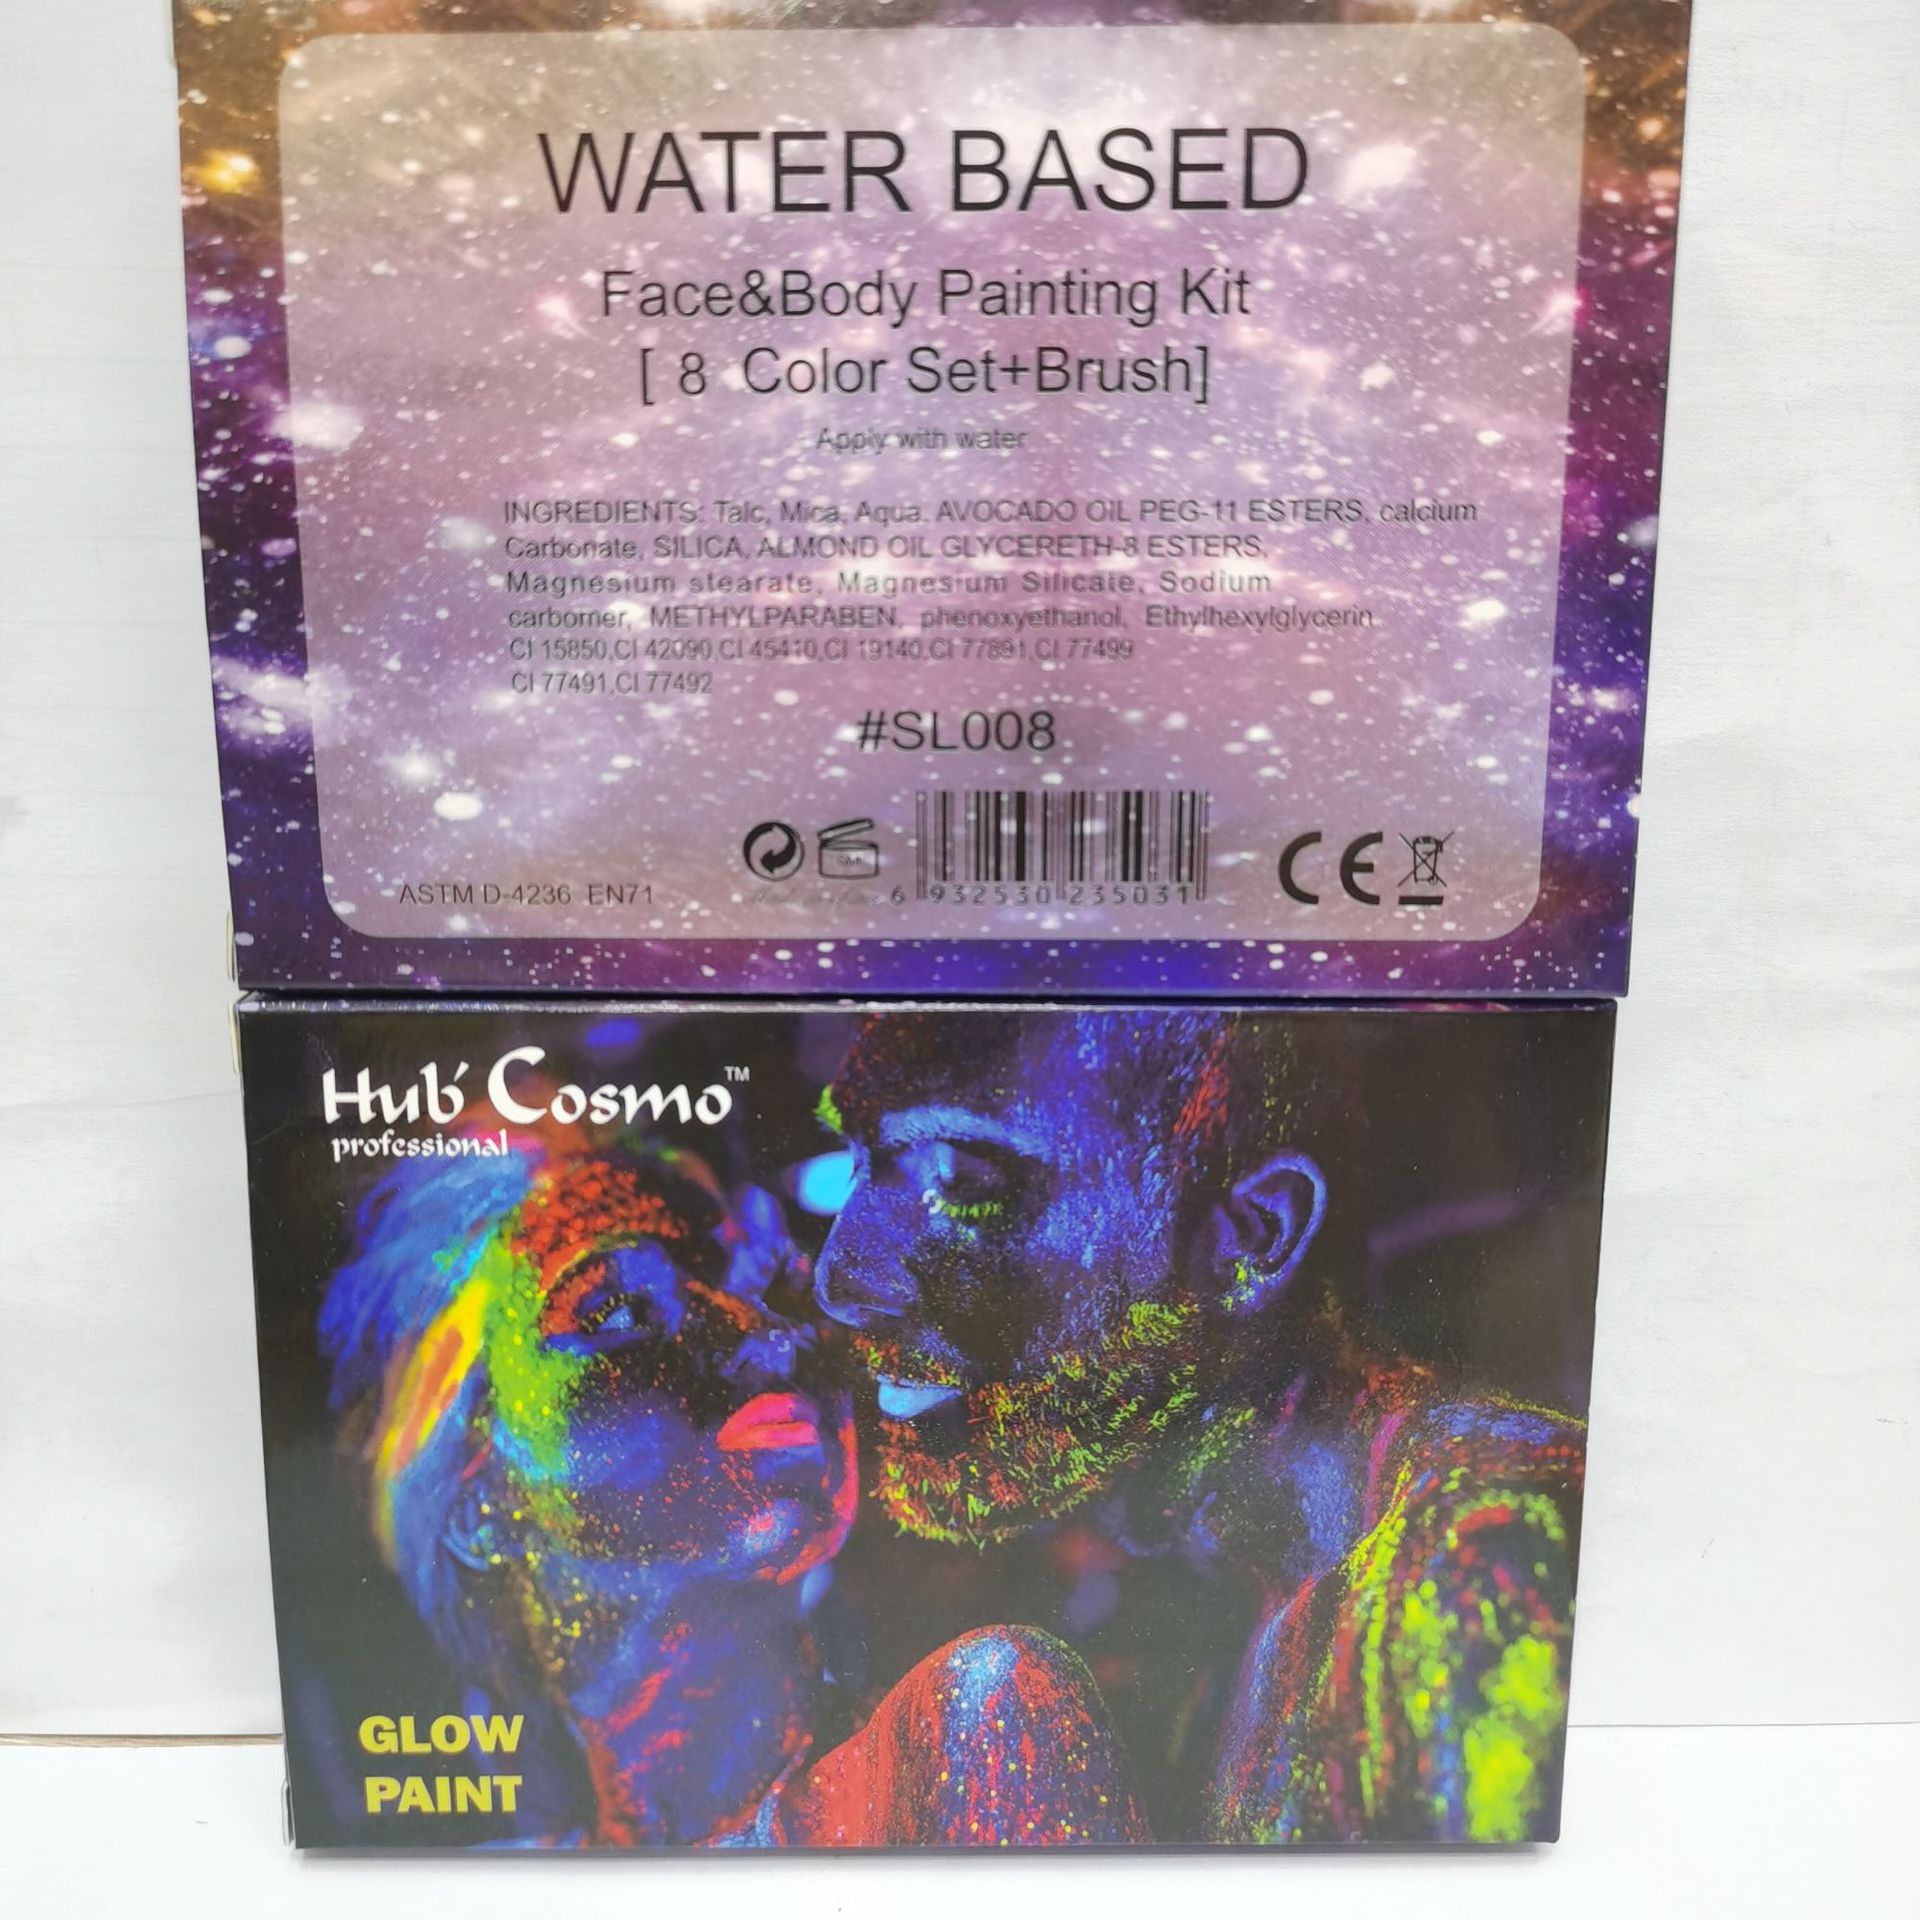 WATER BASED
Face&Body Painting Kit
[ 8 Color Set+Brush]
Apply with water
INGREDIENTS: Talc, Mica, Aqua. AVOCADO OIL PEG-11 ESTERS, calcium
Carbonate, SILICA, ALMOND OIL GLYCERETH-8 ESTERS,
Magnesium stearate, Magnesium Silicate, Sodium
carbomer, METHYLPARABEN, phenoxyethanol, Ethylhexylglycerin
CI 15850,CI 42090,CI 45410,CI 19140,CI 77891,CI 77499
CI 77491,CI 77492
#SL008
ASTM D-4236 EN71
6 932530 235031
CE
Hub' Cosmo™
professional
GLOW
PAINT